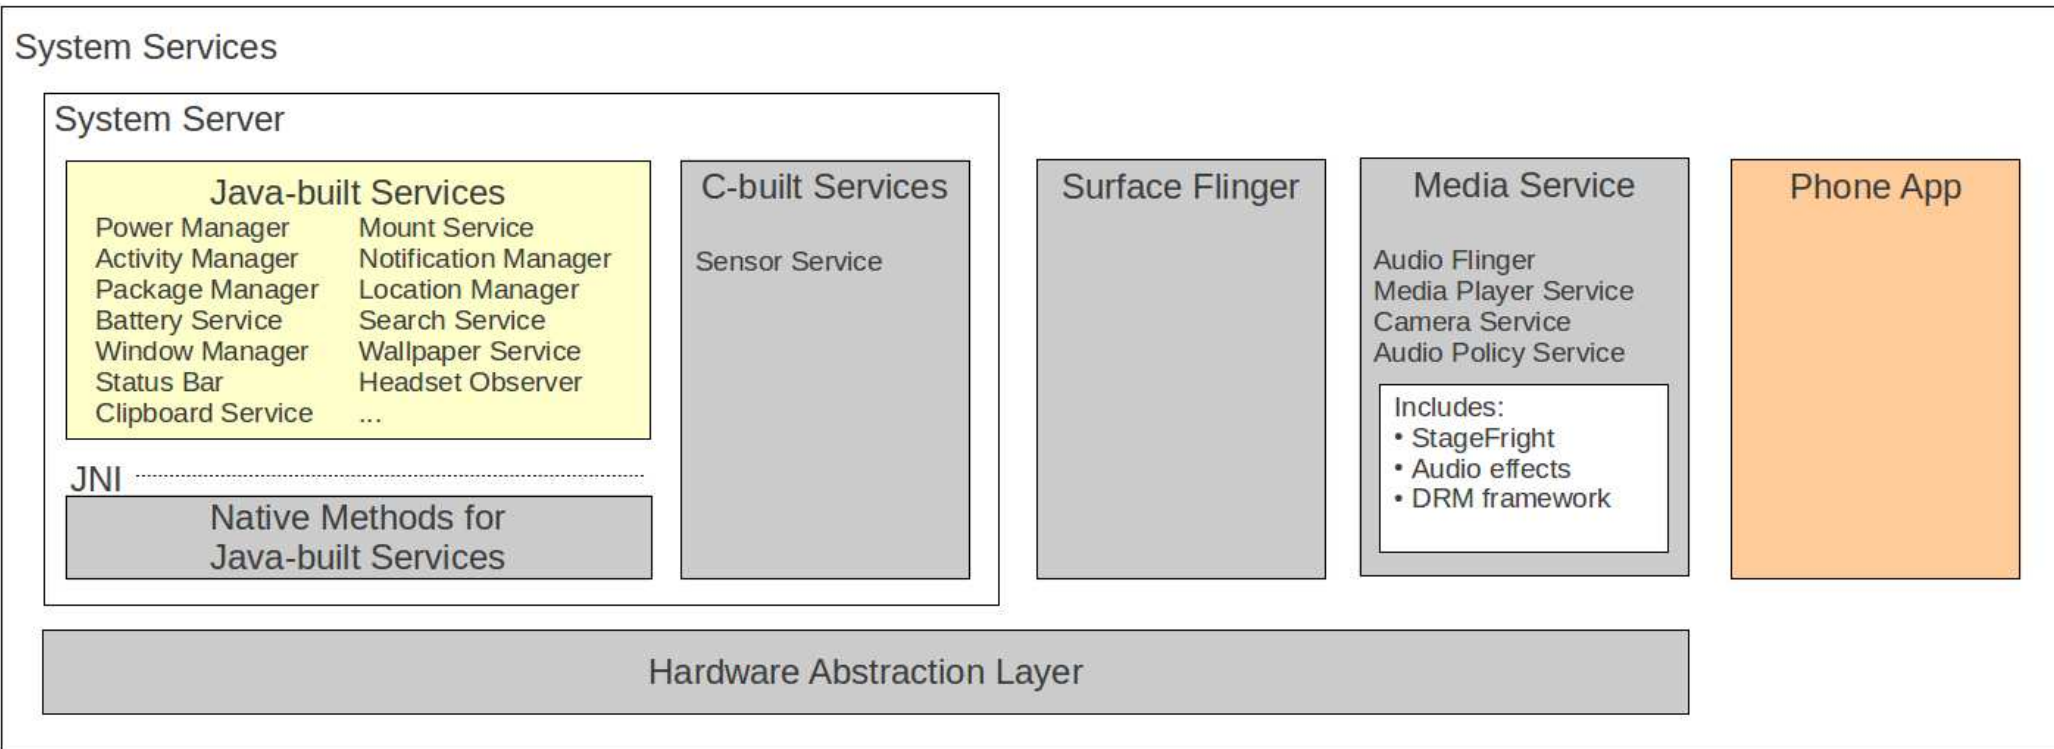 System Services
System Server
Java-built Services
Power Manager
Activity Manager
Package Manager
Battery Service
Window Manager
Status Bar
Clipboard Service
Mount Service
Notification Manager
Location Manager
Search Service
Wallpaper Service
Headset Observer
...
JNI
Native Methods for
Java-built Services
C-built Services
Sensor Service
Surface Flinger
Media Service
Audio Flinger
Media Player Service
Camera Service
Audio Policy Service
Includes:
• StageFright
• Audio effects
• DRM framework
Phone App
Hardware Abstraction Layer